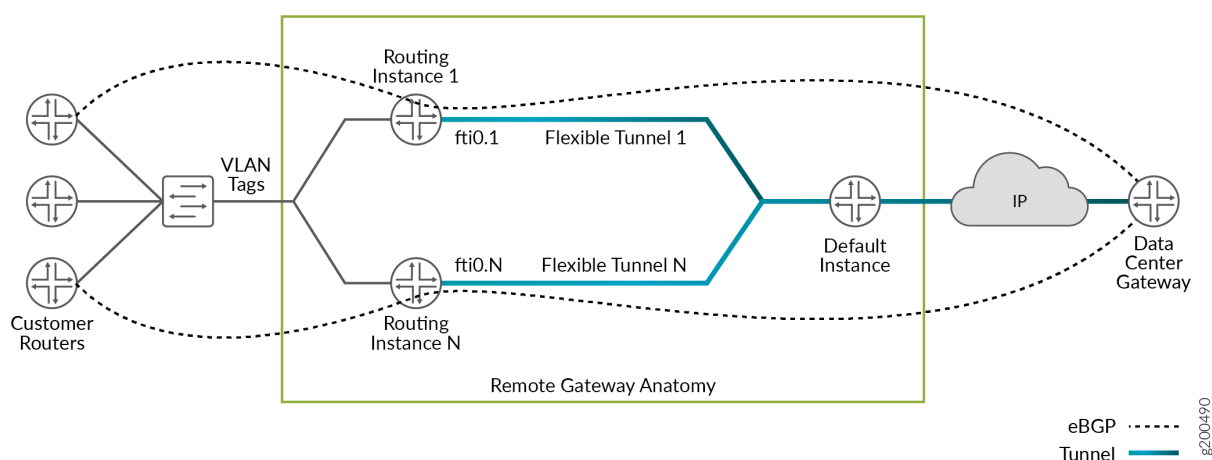 Routing
Instance 1
VLAN
Tags
fti0.1
Flexible Tunnel 1
IP
fti0.N
Flexible Tunnel N
Default
Instance
Data
Center
Gateway
Customer
Routers
Routing
Instance N
Remote Gateway Anatomy
eBGP
Tunnel
g200490